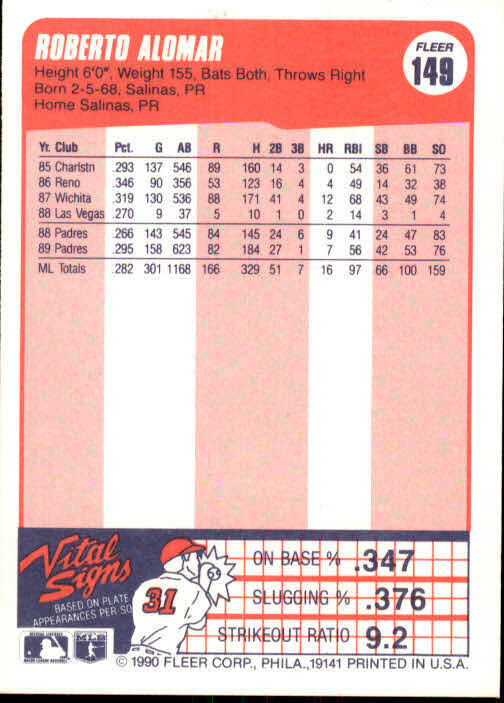 ROBERTO ALOMAR
FLEER
149
Height 6'0", Weight 155, Bats Both, Throws Right
Born 2-5-68, Salinas, PR
Home Salinas, PR
Yr. Club Pct. G AB R H 2B 3B HR RBI SB BB SO
85 Charlstn .293 137 546 89 160 14 3 0 54 36 61 73
86 Reno .346 90 356 53 123 16 4 4 49 14 32 38
87 Wichita .319 130 536 88 171 41 4 12 68 43 49 74
88 Las Vegas .270 9 37 5 10 1 0 2 14 3 1 4
88 Padres .266 143 545 84 145 24 6 9 41 24 47 83
89 Padres .295 158 623 82 184 27 1 7 56 42 53 76
ML Totals .282 301 1168 166 329 51 7 16 97 66 100 159
Vital Signs
BASED ON PLATE
APPEARANCES PER SO
31
ON BASE % .347
SLUGGING % .376
STRIKEOUT RATIO 9.2
© 1990 FLEER CORP., PHILA., 19141 PRINTED IN U.S.A.